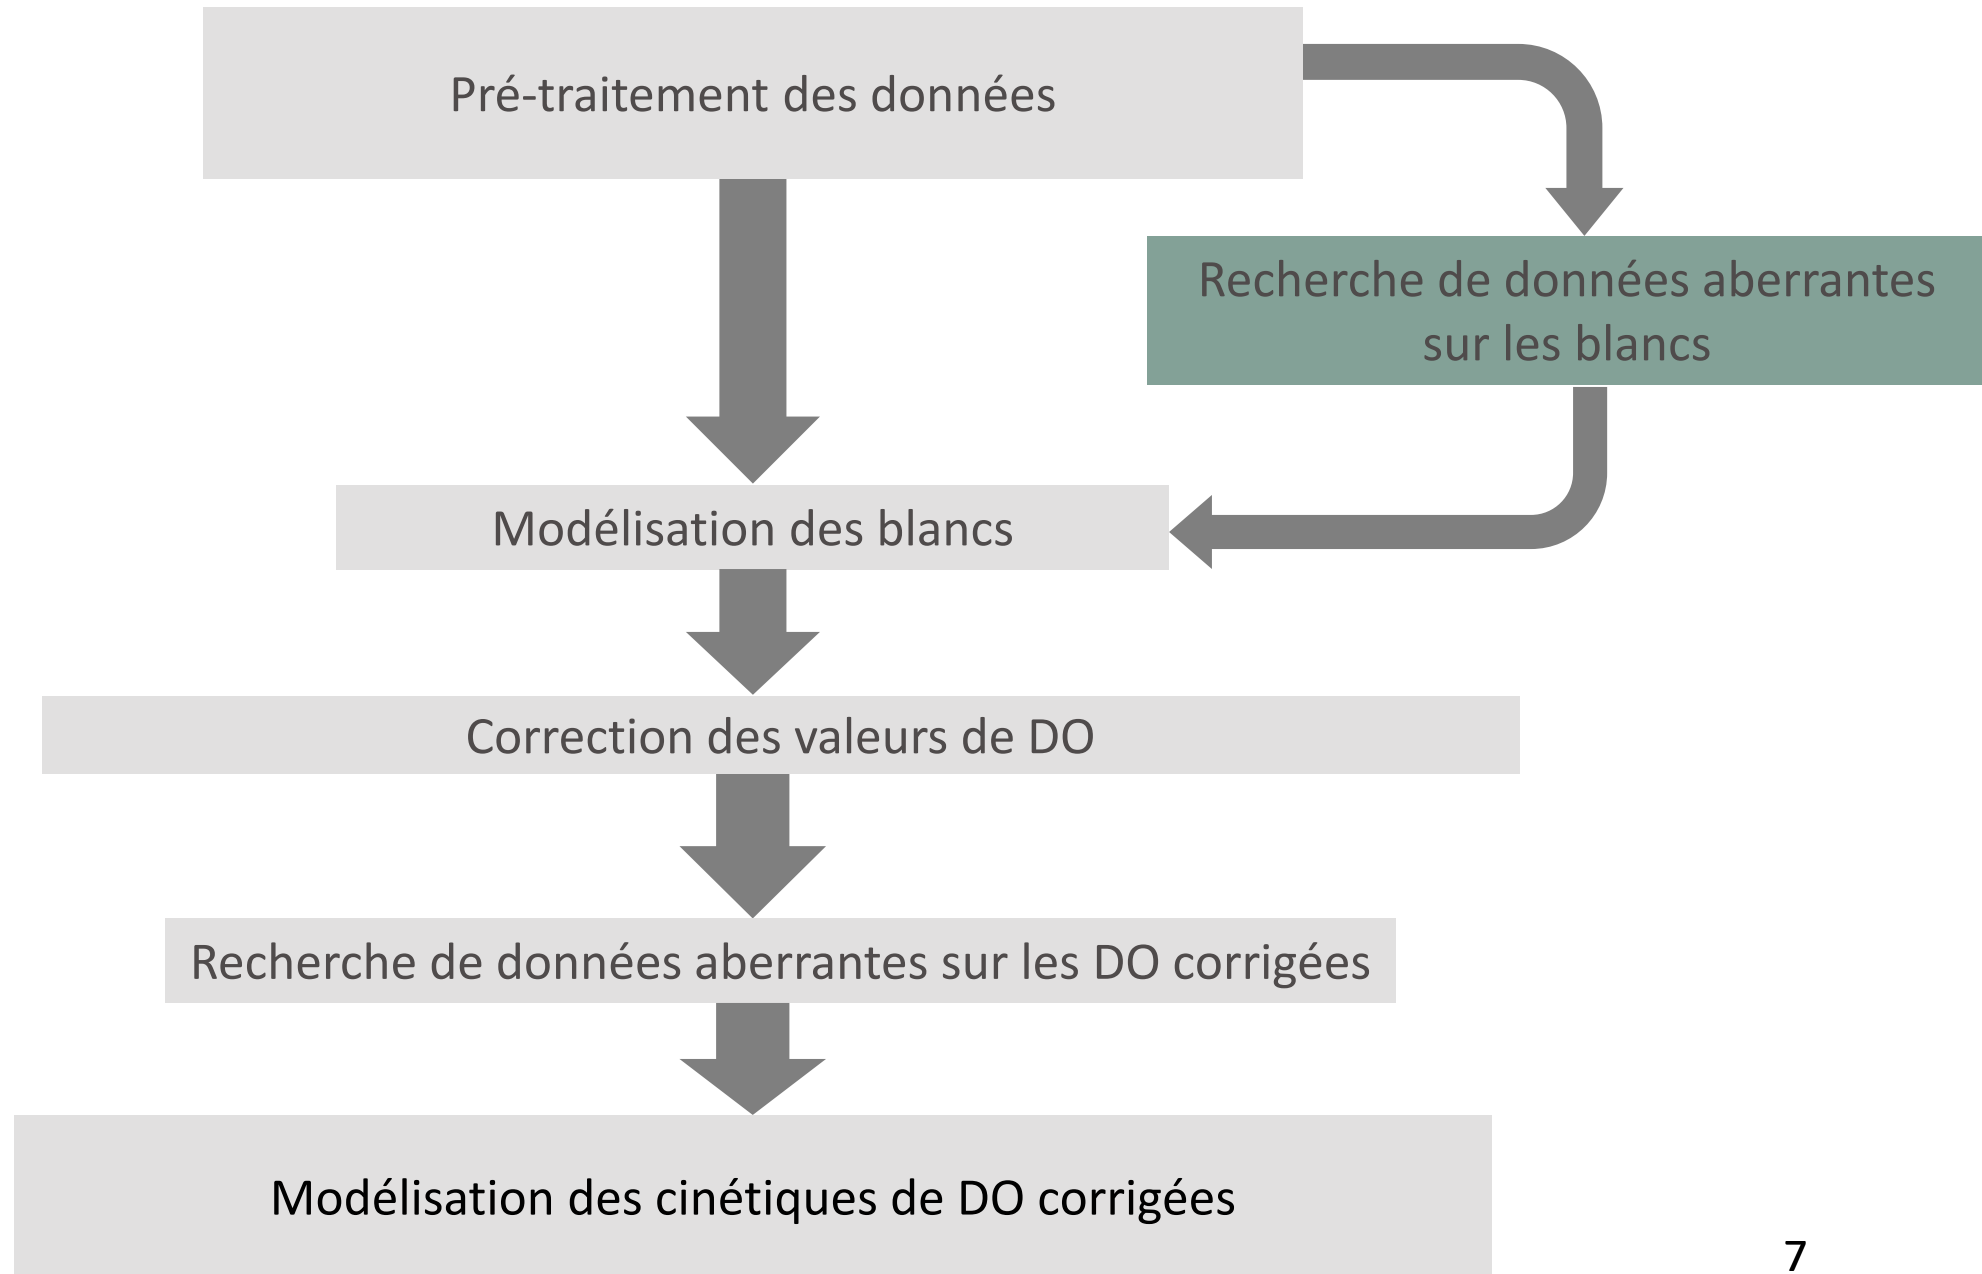 Pré-traitement des données
Recherche de données aberrantes
sur les blancs
Modélisation des blancs
Correction des valeurs de DO
Recherche de données aberrantes sur les DO corrigées
Modélisation des cinétiques de DO corrigées
7